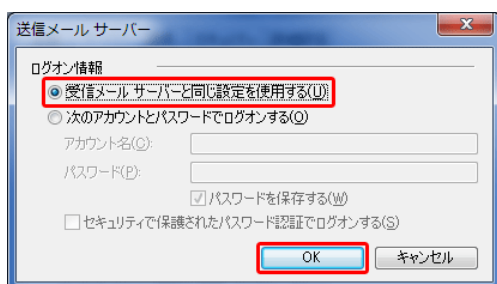 送信メール サーバー
ログオン情報
受信メール サーバーと同じ設定を使用する(U)
次のアカウントとパスワードでログオンする(O)
アカウント名(C):
パスワード(P):
パスワードを保存する(W)
セキュリティで保護されたパスワード認証でログオンする(S)
OK キャンセル